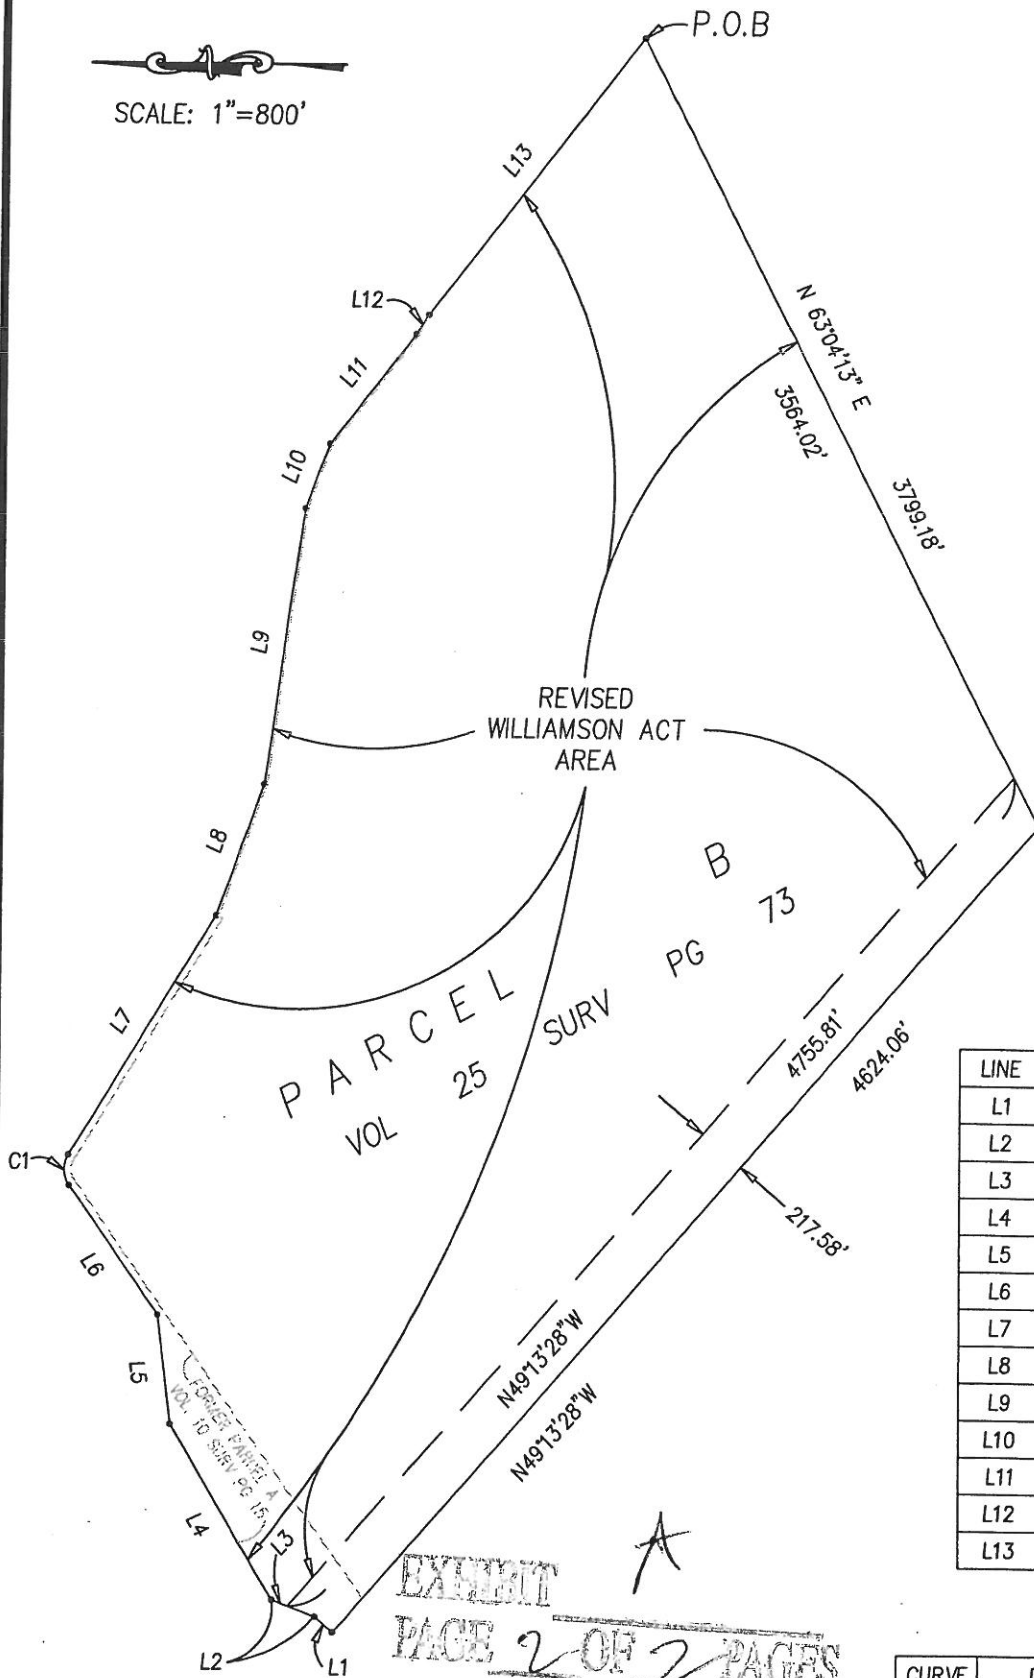 P.O.B
SCALE: 1"=800'
L13
L12
L11
N 63°04'13" E
3564.02'
3799.18'
L10
L9
REVISED
WILLIAMSON ACT
AREA
L8
PARCEL B
VOL 25 SURV PG 73
L7
4755.81'
4624.06'
C1
217.58'
L6
N49°13'28"W
N49°13'28"W
L5
FORMER PARCEL A
VOL. 10 SURV PG 15
L4
L3
L2
L1
EXHIBIT A
PAGE 2 OF 2 PAGES
LINE
L1
L2
L3
L4
L5
L6
L7
L8
L9
L10
L11
L12
L13
CURVE